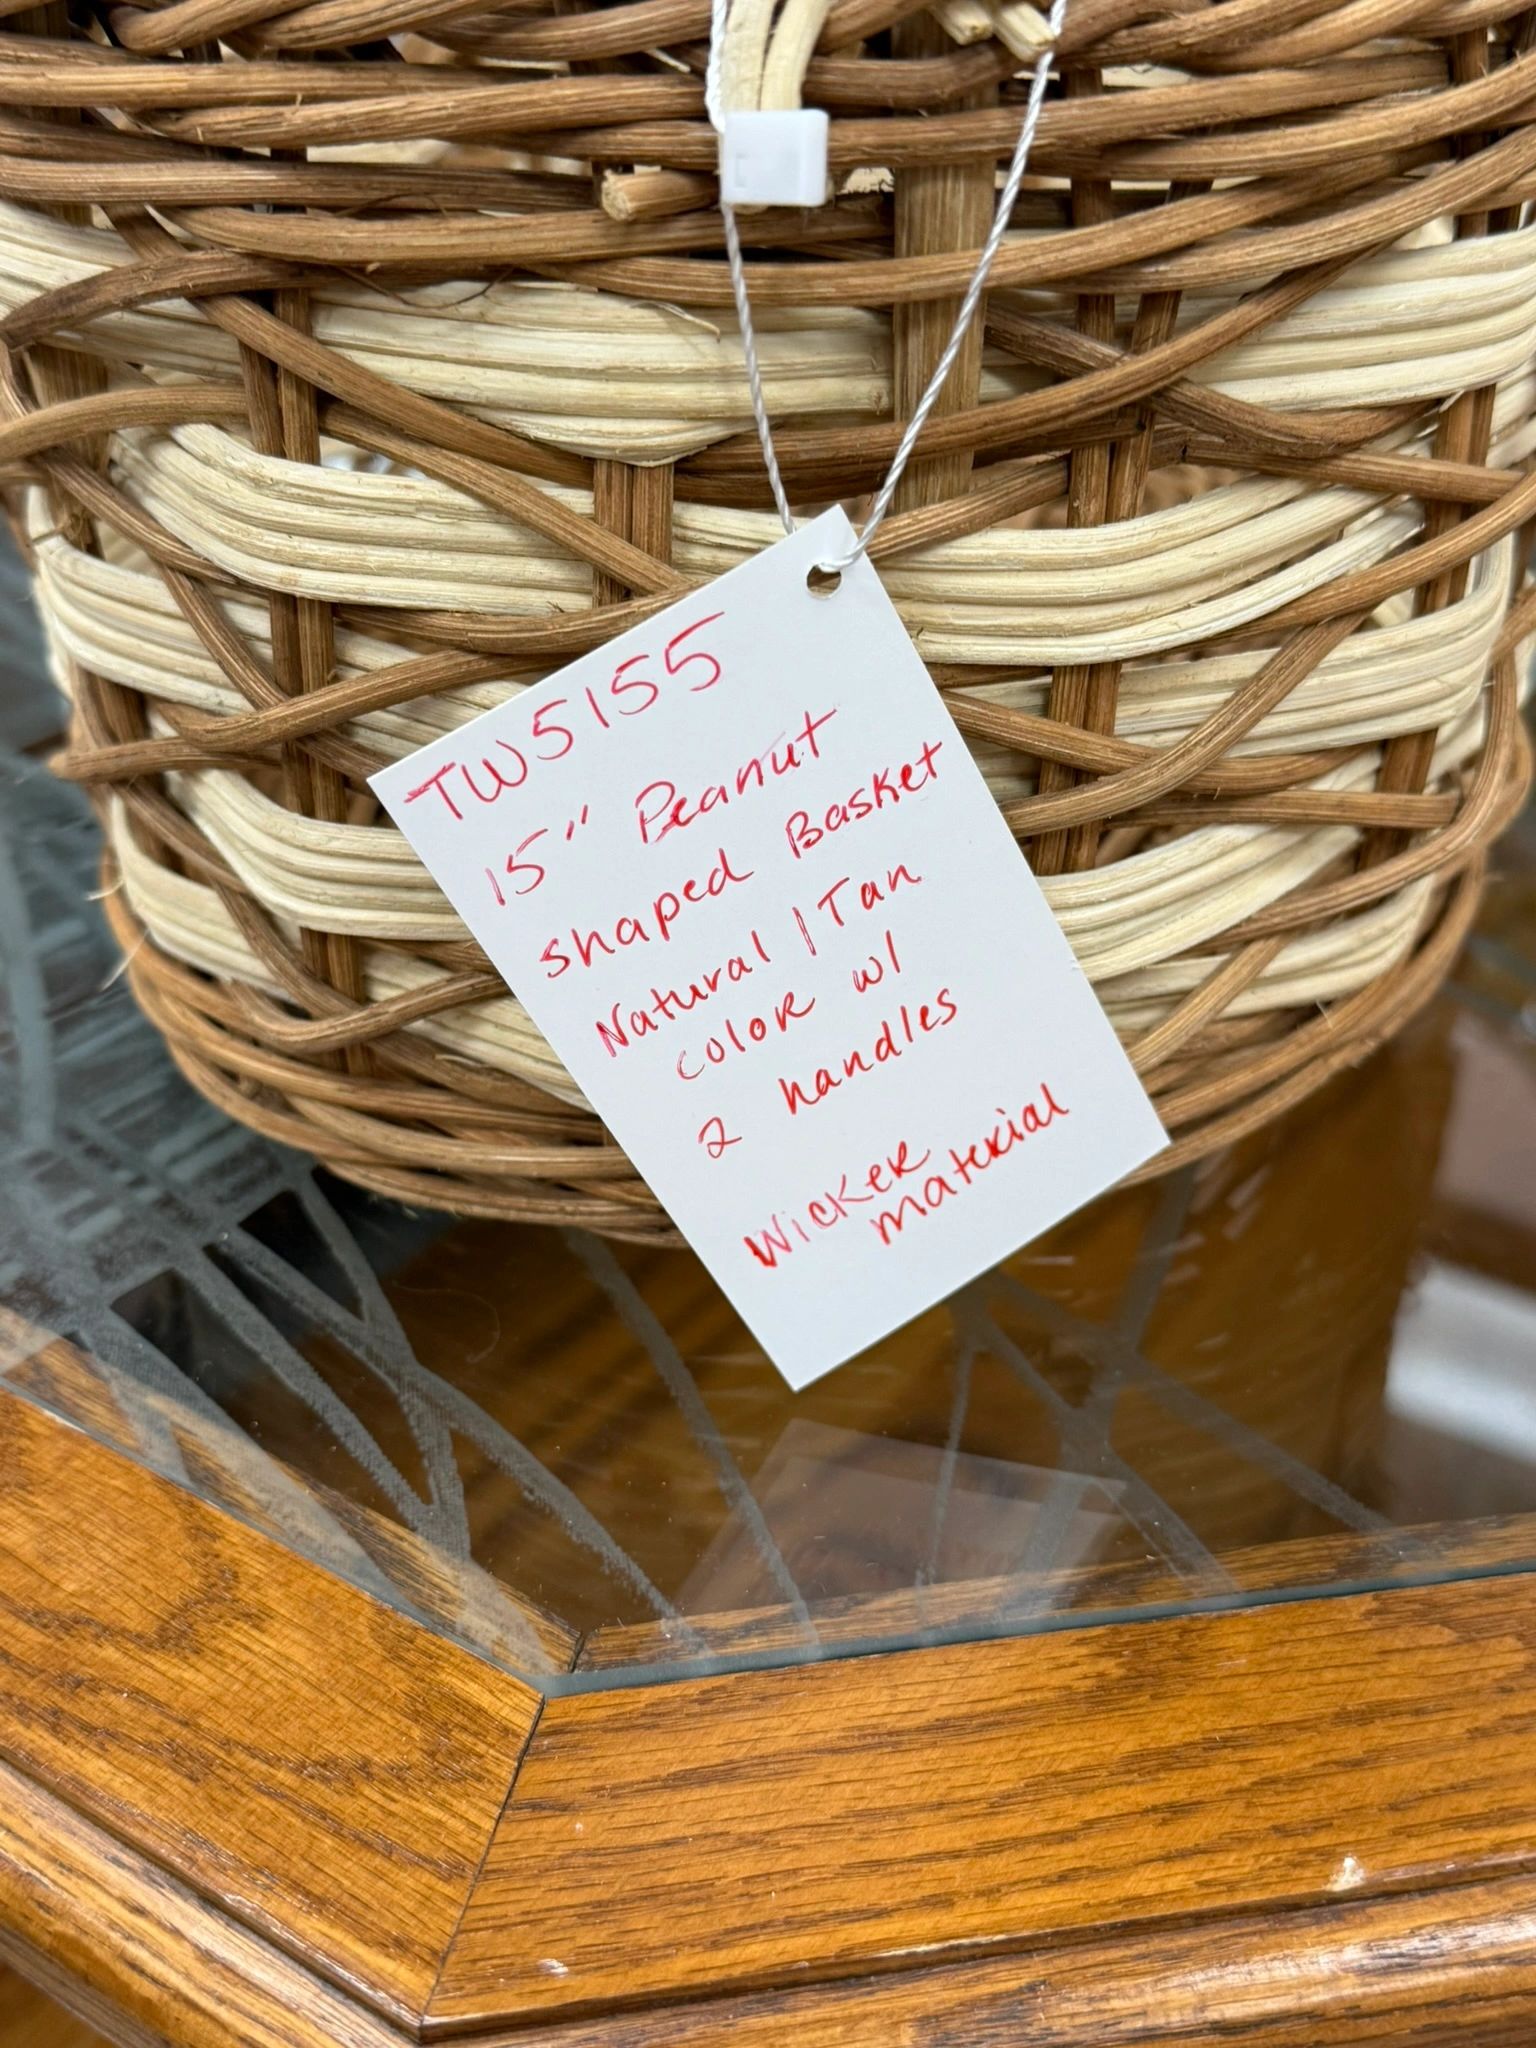 TW5155
15" Peanut
shaped Basket
Natural / Tan
color w/
2 handles
Wicker
material